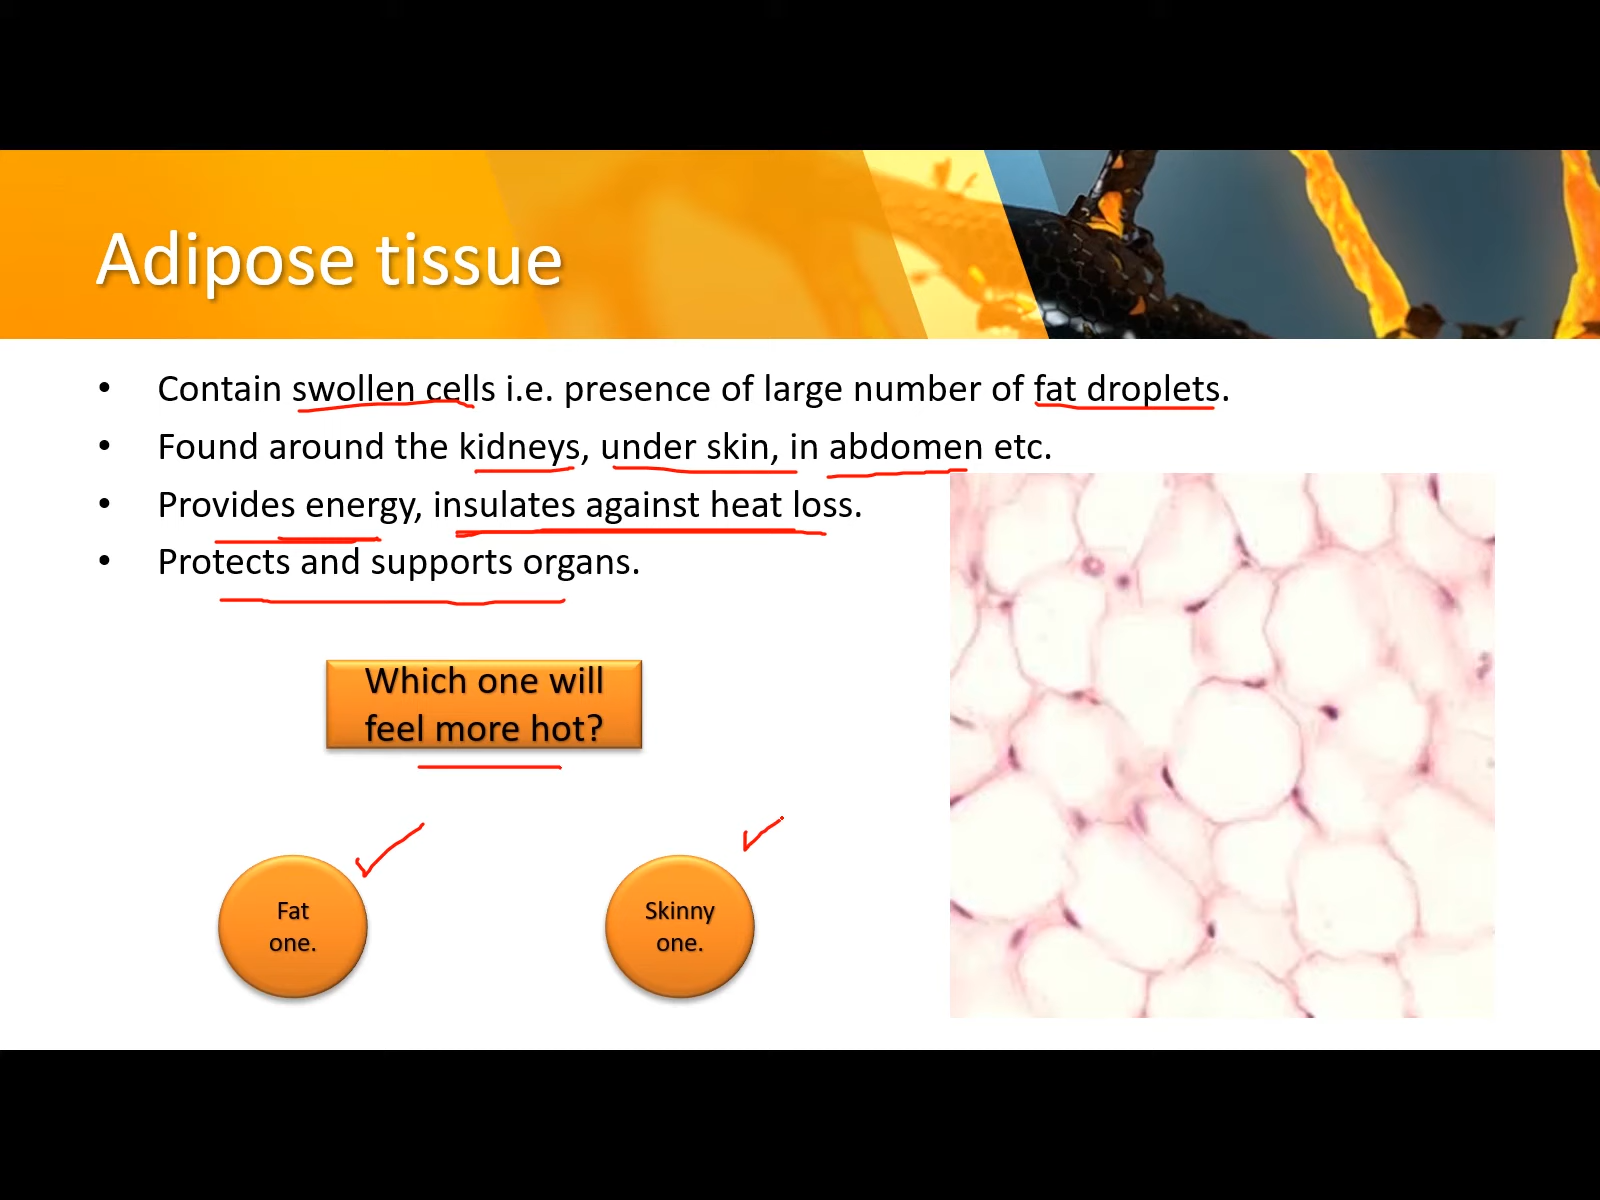 Adipose tissue
• Contain swollen cells i.e. presence of large number of fat droplets.
• Found around the kidneys, under skin, in abdomen etc.
• Provides energy, insulates against heat loss.
• Protects and supports organs.
Which one will
feel more hot?
Fat
one.
Skinny
one.